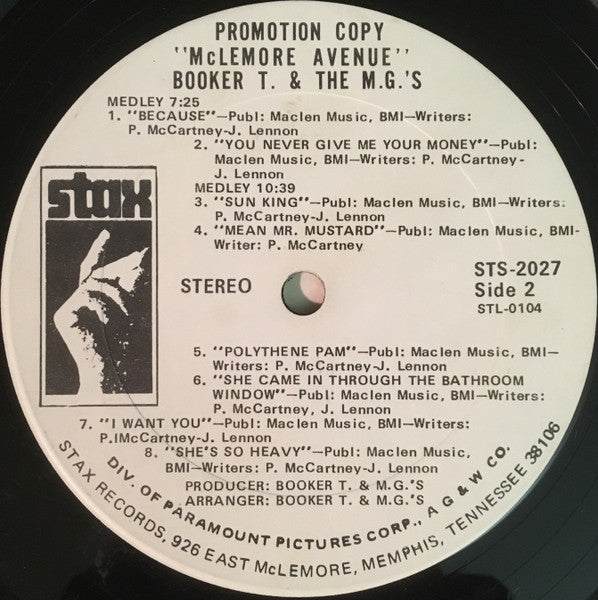 PROMOTION COPY
"McLEMORE AVENUE"
BOOKER T. & THE M.G.'S
MEDLEY 7:25
1. "BECAUSE"—Publ: Maclen Music, BMI—Writers:
P. McCartney-J. Lennon
2. "YOU NEVER GIVE ME YOUR MONEY"—Publ:
Maclen Music, BMI—Writers: P. McCartney-
J. Lennon
MEDLEY 10:39
3. "SUN KING"—Publ: Maclen Music, BMI—Writers:
P. McCartney-J. Lennon
4. "MEAN MR. MUSTARD"—Publ: Maclen Music, BMI-
Writer: P. McCartney
stax
STEREO
STS-2027
Side 2
STL-0104
5. "POLYTHENE PAM"—Publ: Maclen Music, BMI—
Writers: P. McCartney-J. Lennon
6. "SHE CAME IN THROUGH THE BATHROOM
WINDOW"—Publ: Maclen Music, BMI—Writers:
P. McCartney, J. Lennon
7. "I WANT YOU"—Publ: Maclen Music, BMI—Writers:
P.IMcCartney-J. Lennon
8. "SHE'S SO HEAVY"—Publ: Maclen Music,
BMI—Writers: P. McCartney-J. Lennon
PRODUCER: BOOKER T. & M.G.'S
ARRANGER: BOOKER T. & M.G.'S
DIV. OF PARAMOUNT PICTURES CORP., A G & W CO.
STAX RECORDS, 926 EAST McLEMORE, MEMPHIS, TENNESSEE 38106